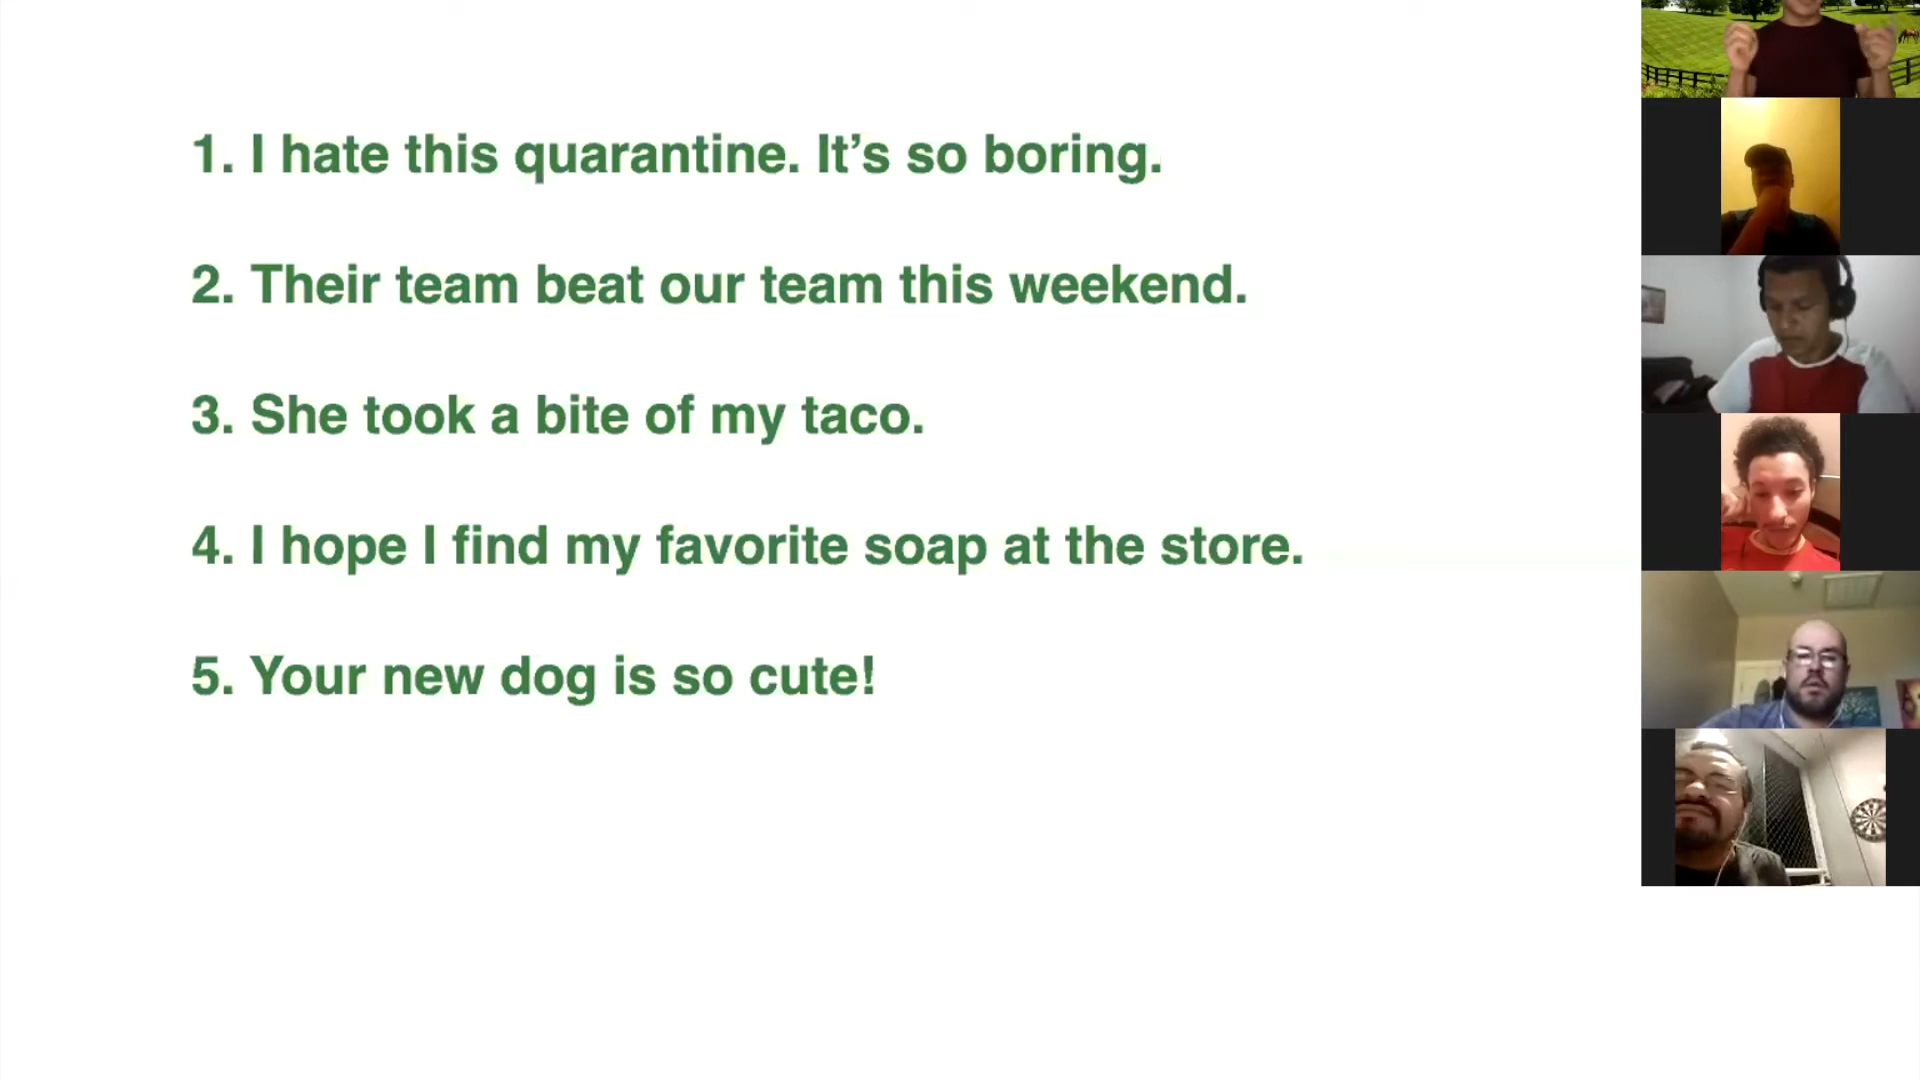 1. I hate this quarantine. It’s so boring.
2. Their team beat our team this weekend.
3. She took a bite of my taco.
4. I hope I find my favorite soap at the store.
5. Your new dog is so cute!